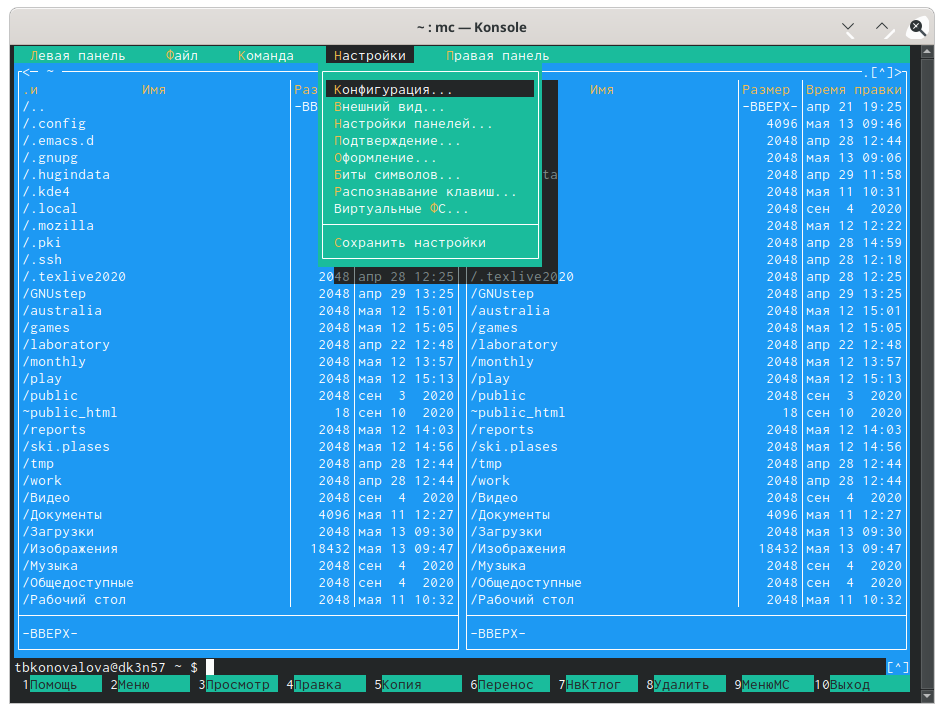 ~ : mc — Konsole
Левая панель Файл Команда Настройки Правая панель
<─ ~ .[^]>
.и Имя Раз Имя Размер Время правки
/.. -ВВ Конфигурация... -ВВЕРХ- апр 21 19:25
/.config Внешний вид... 4096 мая 13 09:46
/.emacs.d Настройки панелей... 2048 апр 28 12:44
/.gnupg Подтверждение... 2048 мая 13 09:06
/.hugindata Оформление... ta 2048 апр 29 11:58
/.kde4 Биты символов... 2048 мая 11 10:31
/.local Распознавание клавиш... 2048 сен 4 2020
/.mozilla Виртуальные ФС... 2048 мая 12 12:22
/.pki 2048 апр 28 14:59
/.ssh Сохранить настройки 2048 апр 28 12:18
/.texlive2020 2048 апр 28 12:25 /.texlive2020 2048 апр 28 12:25
/GNUstep 2048 апр 29 13:25 /GNUstep 2048 апр 29 13:25
/australia 2048 мая 12 15:01 /australia 2048 мая 12 15:01
/games 2048 мая 12 15:05 /games 2048 мая 12 15:05
/laboratory 2048 апр 22 12:48 /laboratory 2048 апр 22 12:48
/monthly 2048 мая 12 13:57 /monthly 2048 мая 12 13:57
/play 2048 мая 12 15:13 /play 2048 мая 12 15:13
/public 2048 сен 3 2020 /public 2048 сен 3 2020
~public_html 18 сен 10 2020 ~public_html 18 сен 10 2020
/reports 2048 мая 12 14:03 /reports 2048 мая 12 14:03
/ski.plases 2048 мая 12 14:56 /ski.plases 2048 мая 12 14:56
/tmp 2048 апр 28 12:44 /tmp 2048 апр 28 12:44
/work 2048 апр 28 12:44 /work 2048 апр 28 12:44
/Видео 2048 сен 4 2020 /Видео 2048 сен 4 2020
/Документы 4096 мая 11 12:27 /Документы 4096 мая 11 12:27
/Загрузки 2048 мая 13 09:30 /Загрузки 2048 мая 13 09:30
/Изображения 18432 мая 13 09:47 /Изображения 18432 мая 13 09:47
/Музыка 2048 сен 4 2020 /Музыка 2048 сен 4 2020
/Общедоступные 2048 сен 4 2020 /Общедоступные 2048 сен 4 2020
/Рабочий стол 2048 мая 11 10:32 /Рабочий стол 2048 мая 11 10:32
-ВВЕРХ- -ВВЕРХ-
tbkonovalova@dk3n57 ~ $ [^]
1Помощь 2Меню 3Просмотр 4Правка 5Копия 6Перенос 7НвКтлог 8Удалить 9МенюMC 10Выход